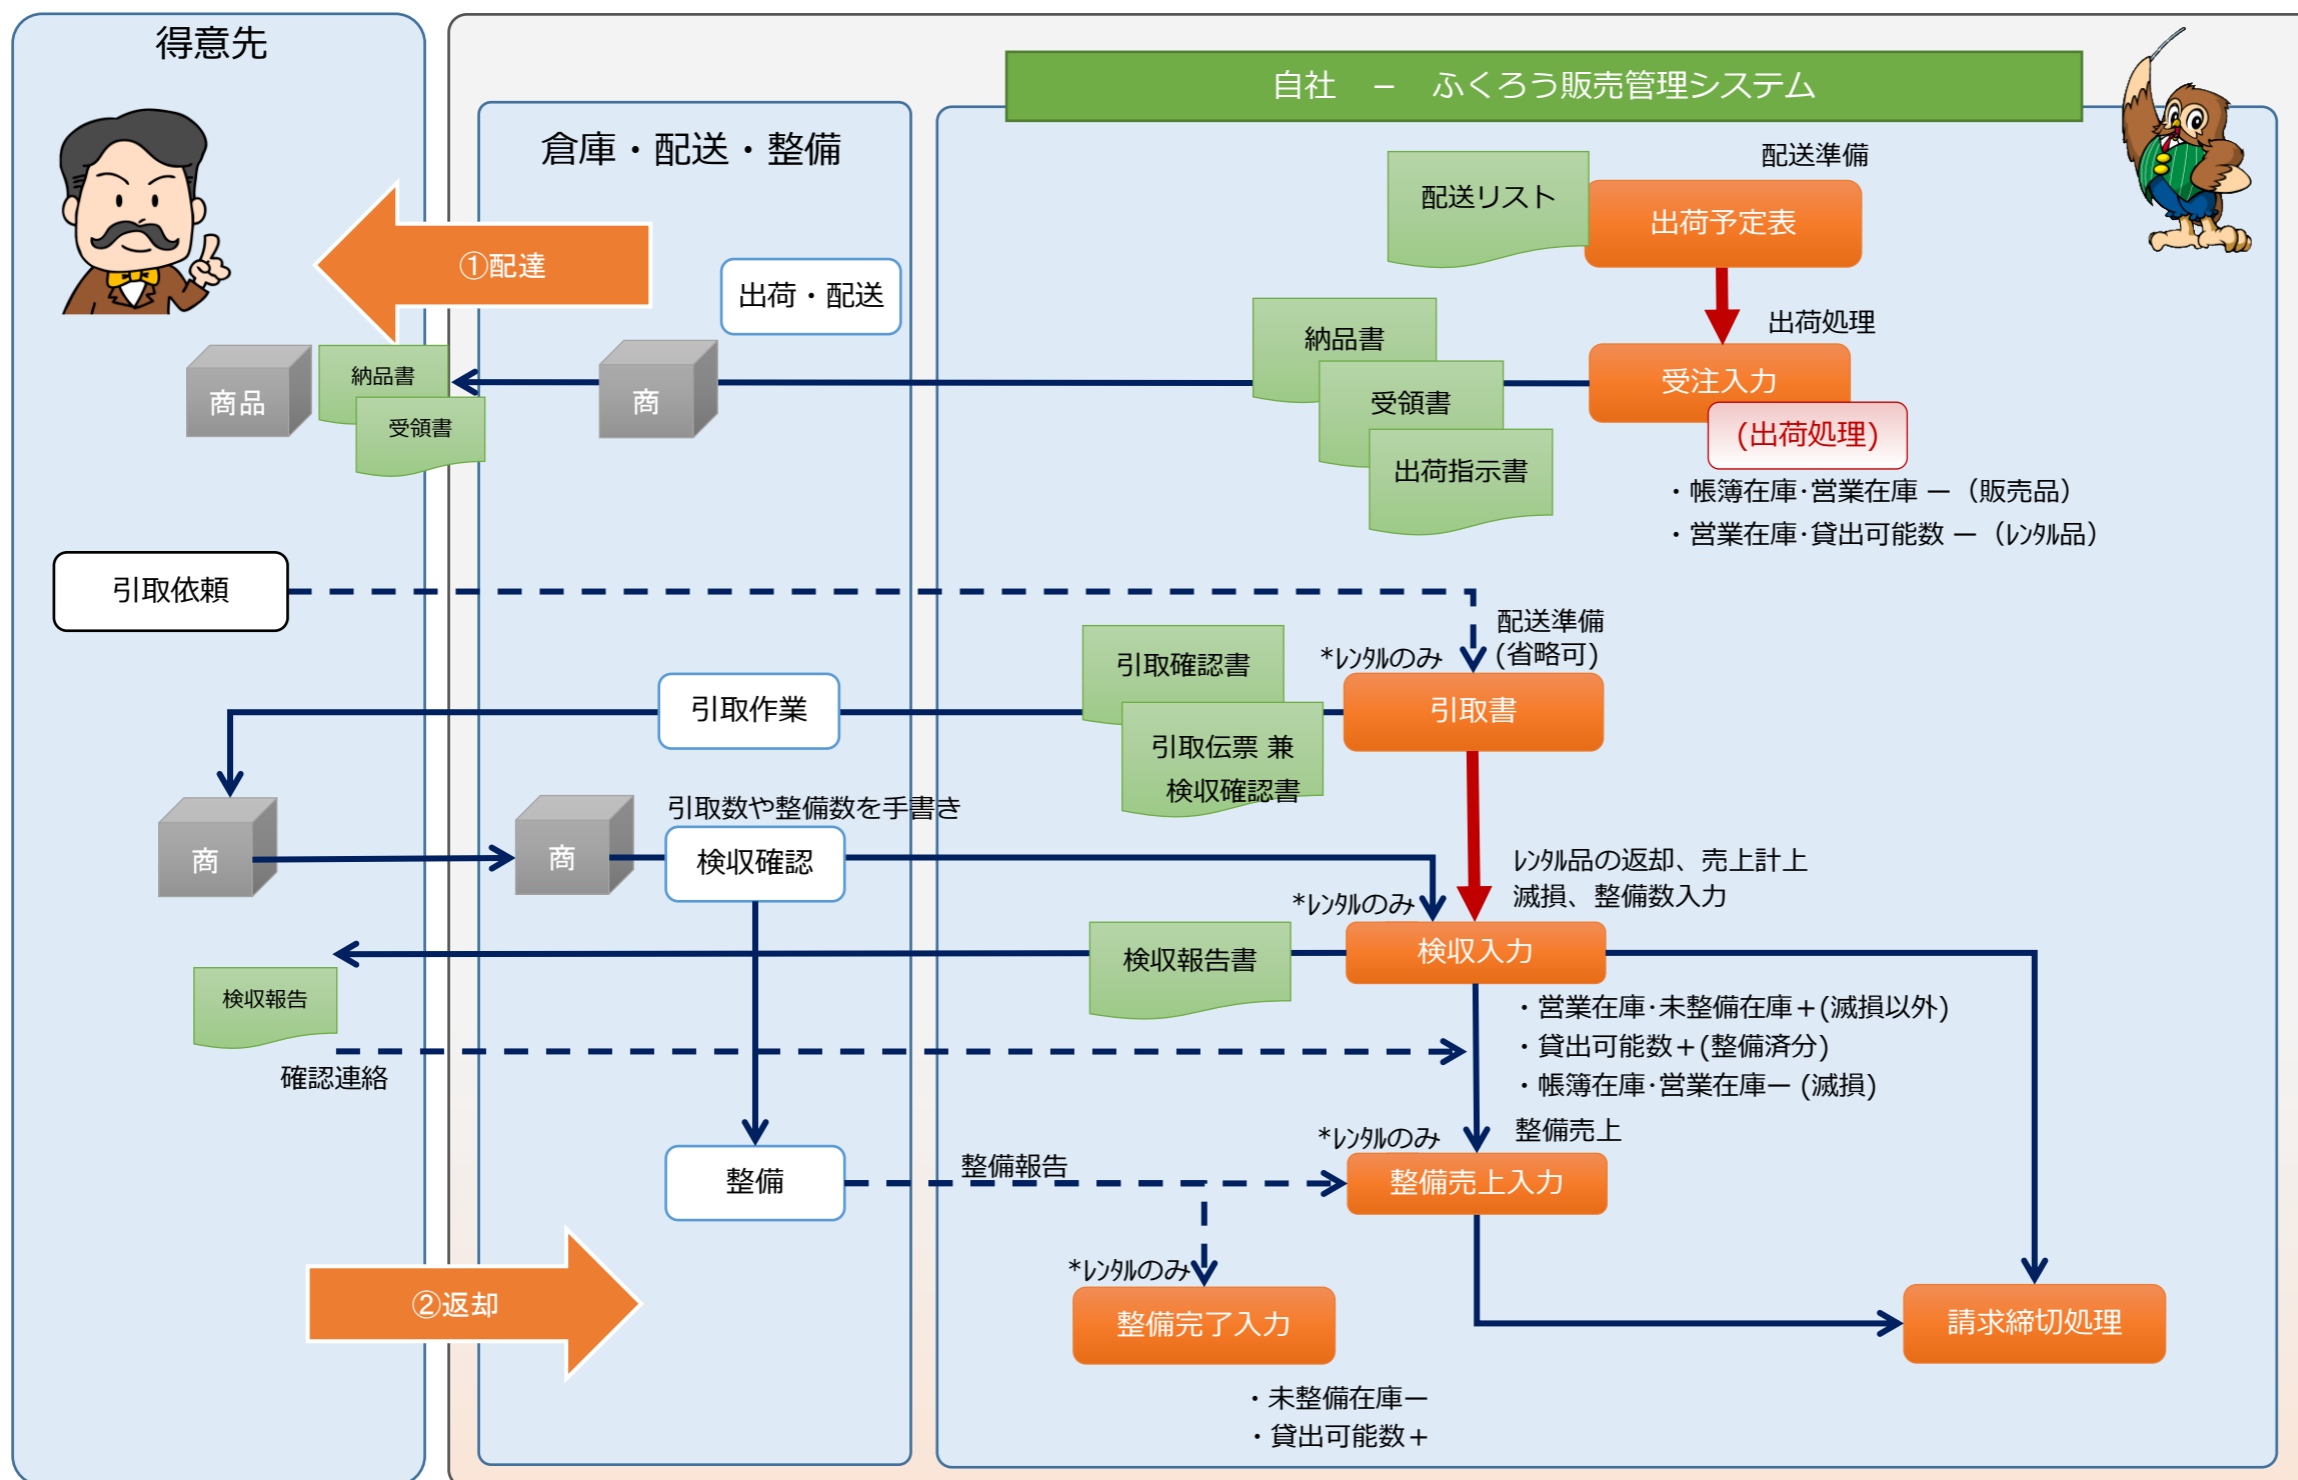 得意先
自社 － ふくろう販売管理システム
倉庫・配送・整備
配送準備
配送リスト
出荷予定表
①配達
出荷・配送
出荷処理
納品書
受注入力
商品
納品書
商
受領書
(出荷処理)
受領書
出荷指示書
・帳簿在庫･営業在庫 ー（販売品）
・営業在庫･貸出可能数 ー（ﾚﾝﾀﾙ品）
引取依頼
配送準備
(省略可)
*ﾚﾝﾀﾙのみ
引取確認書
引取作業
引取書
引取伝票 兼
検収確認書
引取数や整備数を手書き
商
商
検収確認
ﾚﾝﾀﾙ品の返却、売上計上
滅損、整備数入力
*ﾚﾝﾀﾙのみ
検収報告書
検収入力
検収報告
・営業在庫･未整備在庫＋(滅損以外)
・貸出可能数＋(整備済分)
・帳簿在庫･営業在庫ー (滅損)
確認連絡
*ﾚﾝﾀﾙのみ
整備売上
整備
整備報告
整備売上入力
*ﾚﾝﾀﾙのみ
②返却
整備完了入力
請求締切処理
・未整備在庫ー
・貸出可能数＋